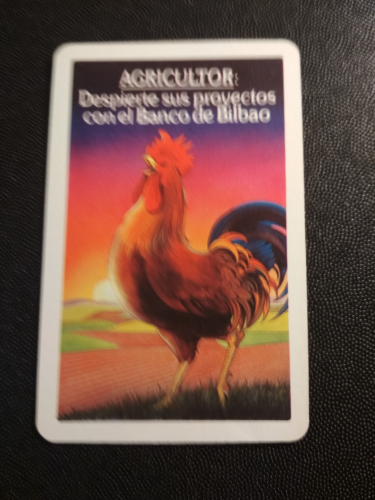 AGRICULTOR:
Despierte sus proyectos
con el Banco de Bilbao